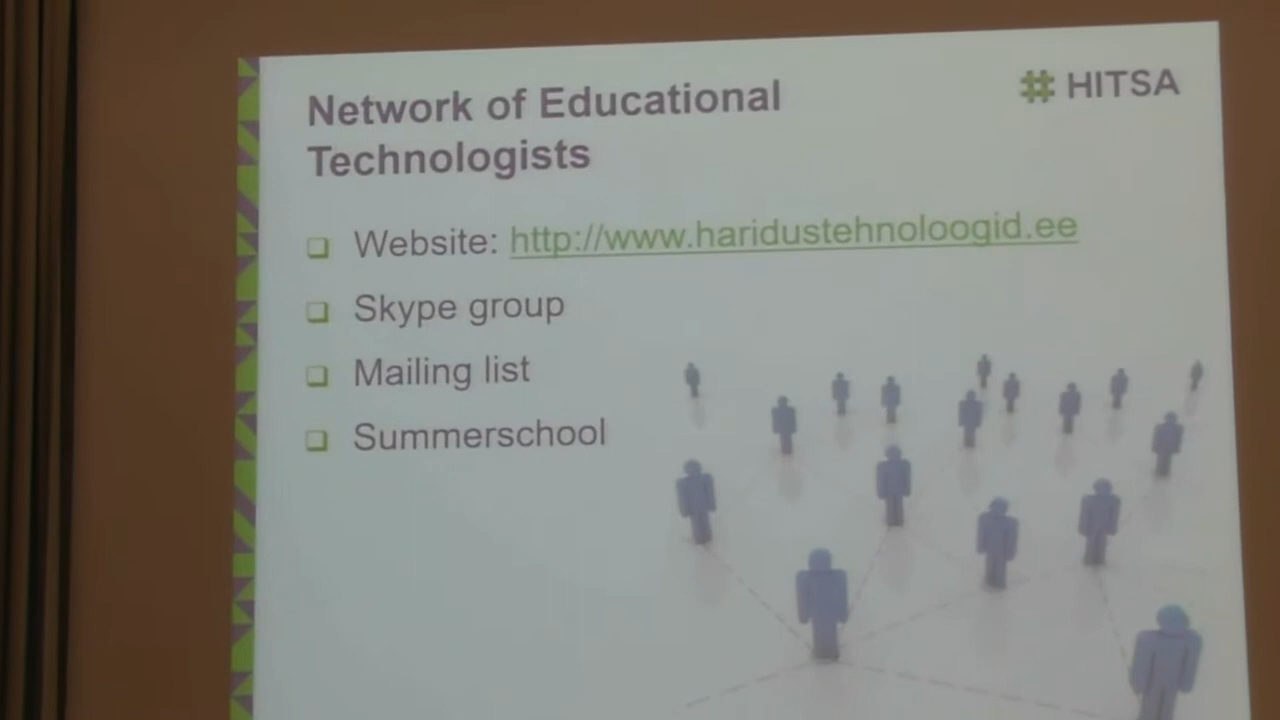 Network of Educational
Technologists
# HITSA
Website: http://www.haridustehnoloogid.ee
Skype group
Mailing list
Summerschool